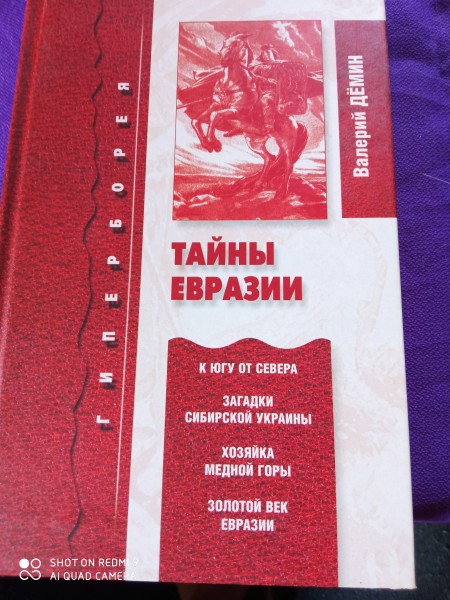 ГИПЕРБОРЕЯ
Валерий ДЁМИН
ТАЙНЫ
ЕВРАЗИИ
К ЮГУ ОТ СЕВЕРА
ЗАГАДКИ
СИБИРСКОЙ УКРАИНЫ
ХОЗЯЙКА
МЕДНОЙ ГОРЫ
ЗОЛОТОЙ ВЕК
ЕВРАЗИИ
SHOT ON REDMI 9
AI QUAD CAMERA